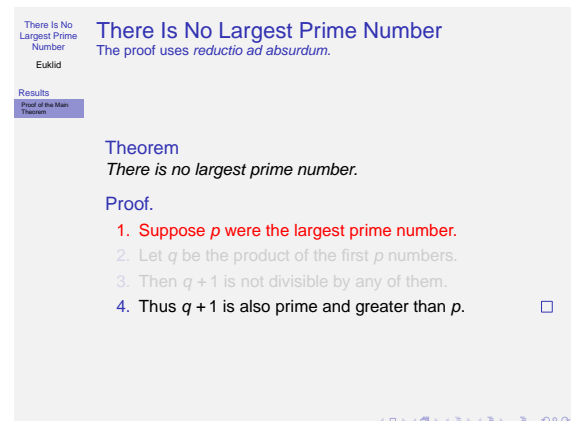 There Is No
Largest Prime
Number
Euklid
Results
Proof of the Main
Theorem
There Is No Largest Prime Number
The proof uses reductio ad absurdum.
Theorem
There is no largest prime number.
Proof.
1. Suppose p were the largest prime number.
2. Let q be the product of the first p numbers.
3. Then q + 1 is not divisible by any of them.
4. Thus q + 1 is also prime and greater than p.